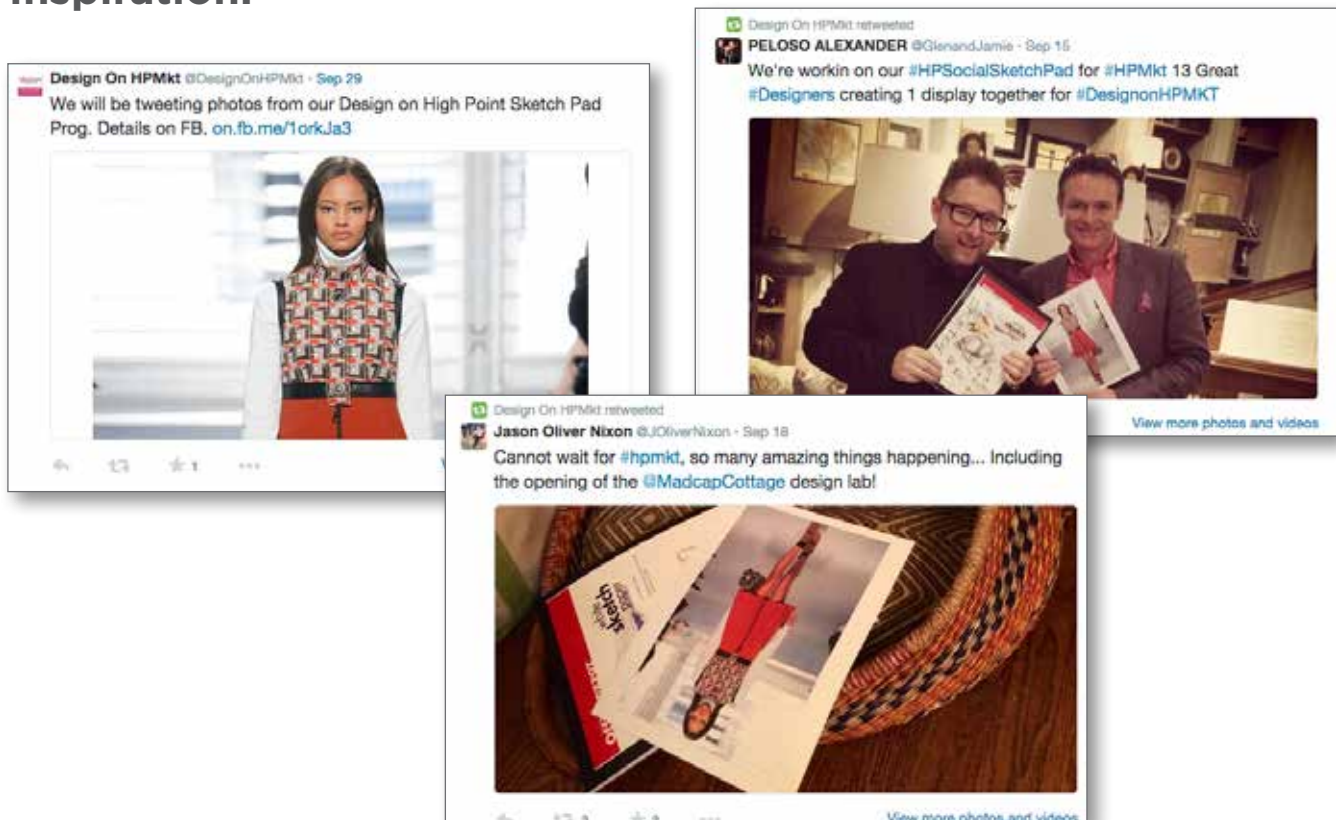 inspiration.
Design On HPMkt @DesignOnHPMkt · Sep 29
We will be tweeting photos from our Design on High Point Sketch Pad
Prog. Details on FB. on.fb.me/1orkJa3
1
Design On HPMkt retweeted
PELOSO ALEXANDER @GlenandJamie · Sep 15
We're workin on our #HPSocialSketchPad for #HPMkt 13 Great
#Designers creating 1 display together for #DesignonHPMKT
View more photos and videos
Design On HPMkt retweeted
Jason Oliver Nixon @JOliverNixon · Sep 18
Cannot wait for #hpmkt, so many amazing things happening... Including
the opening of the @MadcapCottage design lab!
sketch
View more photos and videos